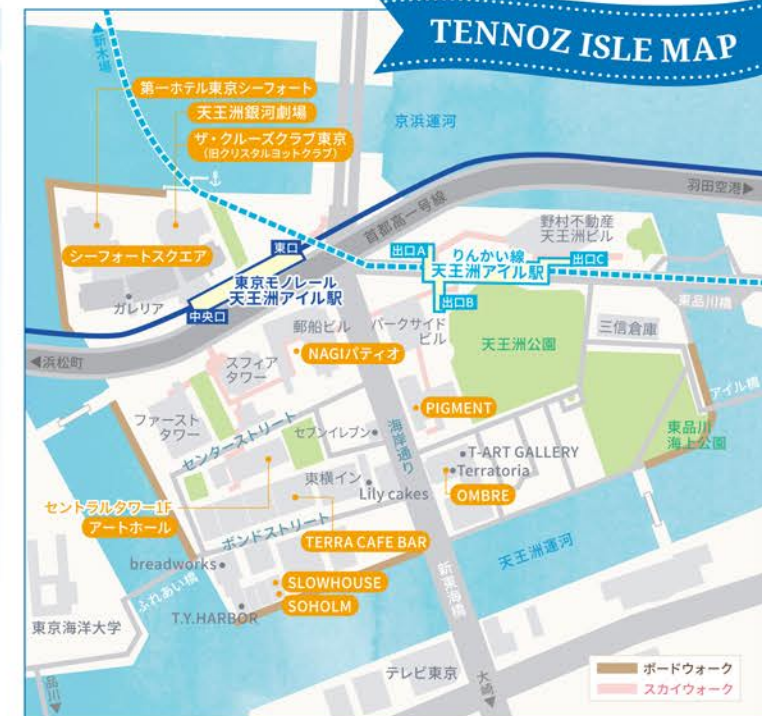 TENNOZ ISLE MAP
▲新木場
第一ホテル東京シーフォート
天王洲銀河劇場
ザ・クルーズクラブ東京
(旧クリスタルヨットクラブ)
京浜運河
首都高一号線
羽田空港▶
野村不動産
天王洲ビル
出口A
りんかい線
天王洲アイル駅
出口C
出口B
シーフォートスクエア
東口
東京モノレール
天王洲アイル駅
中央口
ガレリア
東品川橋
郵船ビル
パークサイド
ビル
天王洲公園
三信倉庫
◀浜松町
スフィア
タワー
NAGIパティオ
アイル橋
ファースト
タワー
PIGMENT
センターストリート
セブンイレブン
海岸通り
東品川
海上公園
T-ART GALLERY
Terratoria
東横イン
Lily cakes
OMBRE
セントラルタワー1F
アートホール
ボンドストリート
TERRA CAFE BAR
天王洲運河
breadworks
SLOWHOUSE
新東海橋
ふれあい橋
SOHOLM
T.Y.HARBOR
東京海洋大学
テレビ東京
ボードウォーク
スカイウォーク
品川▼
大崎▼